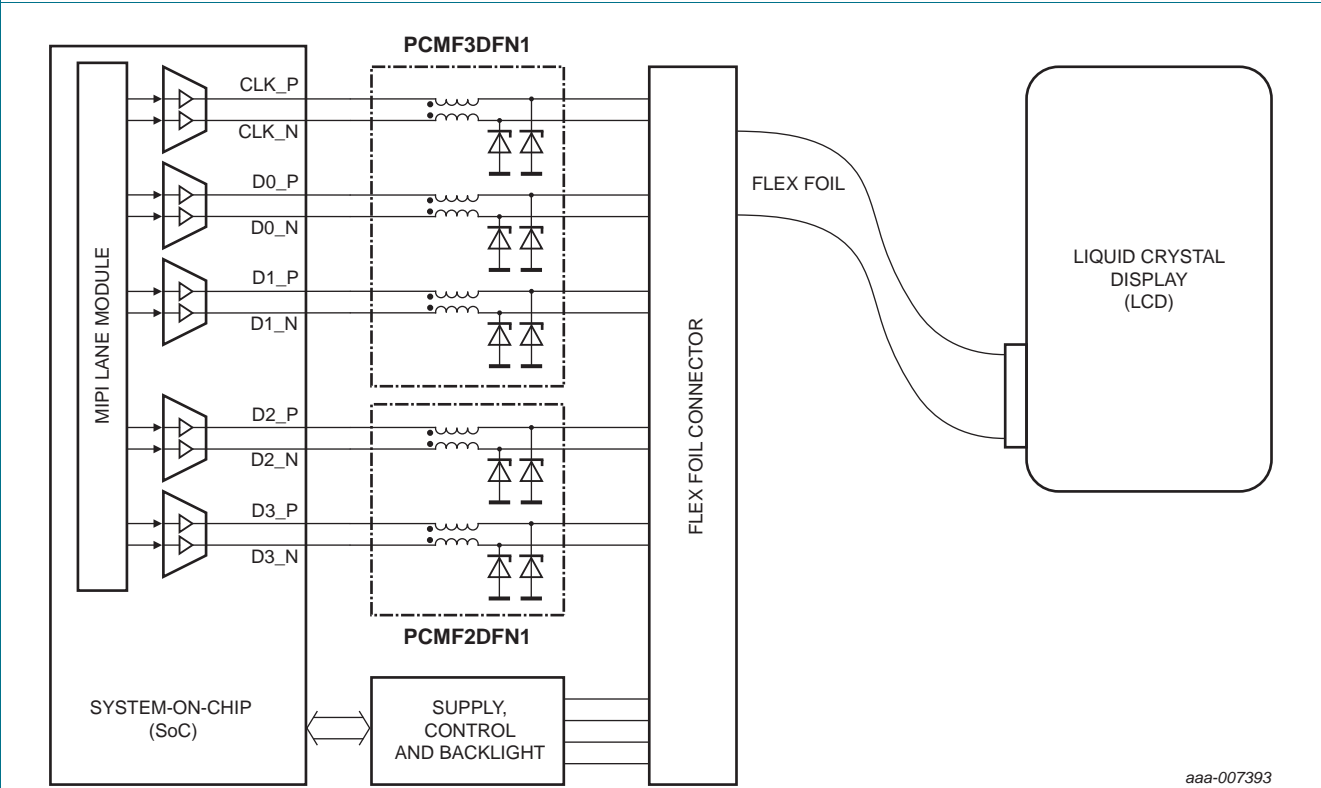 PCMF3DFN1
CLK_P
CLK_N
D0_P
D0_N
D1_P
D1_N
D2_P
D2_N
D3_P
D3_N
MIPI LANE MODULE
PCMF2DFN1
SYSTEM-ON-CHIP
(SoC)
SUPPLY,
CONTROL
AND BACKLIGHT
FLEX FOIL CONNECTOR
FLEX FOIL
LIQUID CRYSTAL
DISPLAY
(LCD)
aaa-007393